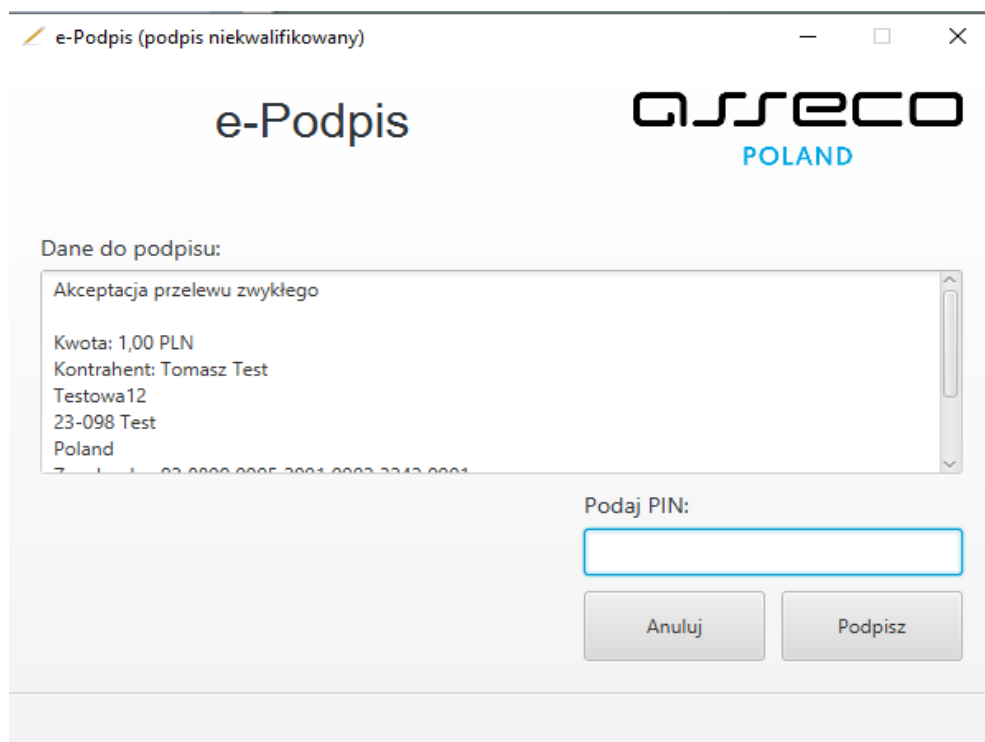 e-Podpis (podpis niekwalifikowany)
e-Podpis
asseco
POLAND
Dane do podpisu:
Akceptacja przelewu zwykłego
Kwota: 1,00 PLN
Kontrahent: Tomasz Test
Testowa12
23-098 Test
Poland
Podaj PIN:
Anuluj
Podpisz